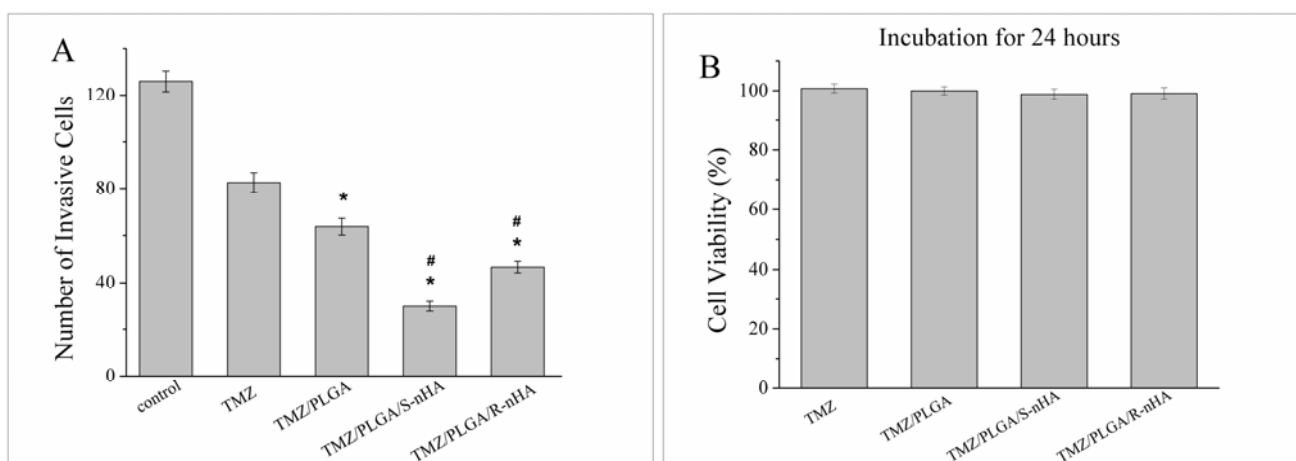 A
Number of Invasive Cells
120
80
40
0
*
#
*
#
*
control
TMZ
TMZ/PLGA
TMZ/PLGA/S-nHA
TMZ/PLGA/R-nHA
Incubation for 24 hours
B
Cell Viability (%)
100
80
60
40
20
0
TMZ
TMZ/PLGA
TMZ/PLGA/S-nHA
TMZ/PLGA/R-nHA